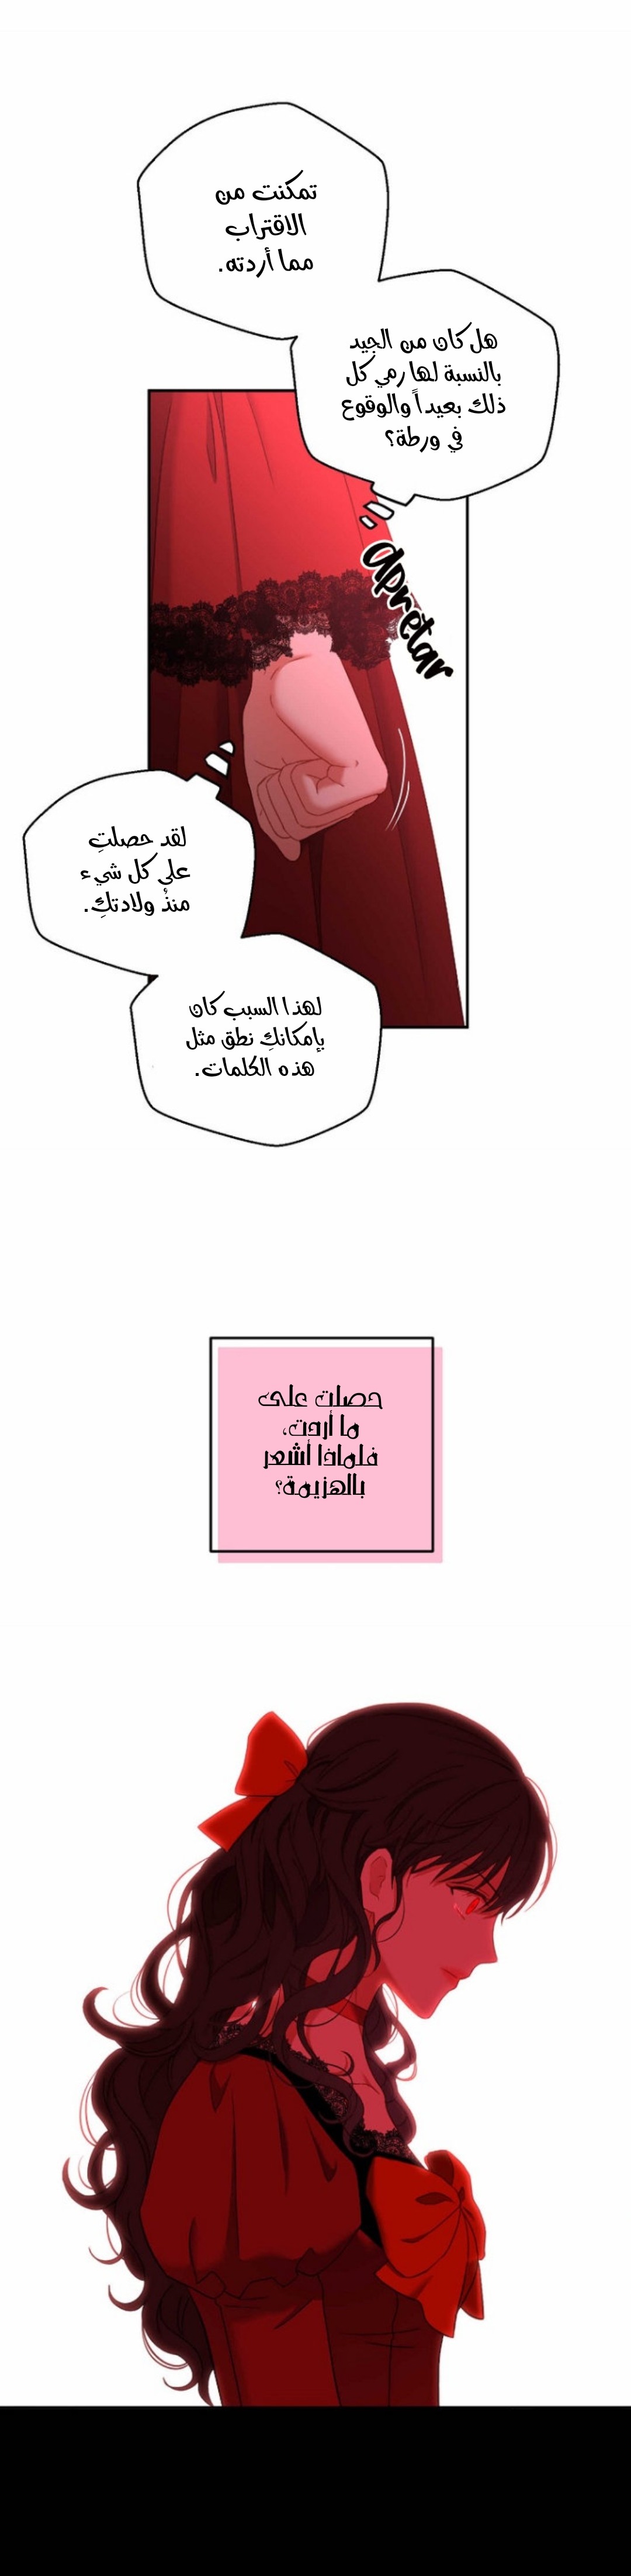 تمكنت من
الاقتراب
مما أردته.
هل كان من الجيد
بالنسبة لها رمي كل
ذلك بعيداً والوقوع
في ورطة؟
apretar
لقد حصلتِ
على كل شيء
منذُ ولادتكِ.
لهذا السبب كان
بإمكانكِ نطق مثل
هذه الكلمات.
حصلت على
ما أردت،
فلماذا أشعر
بالهزيمة؟